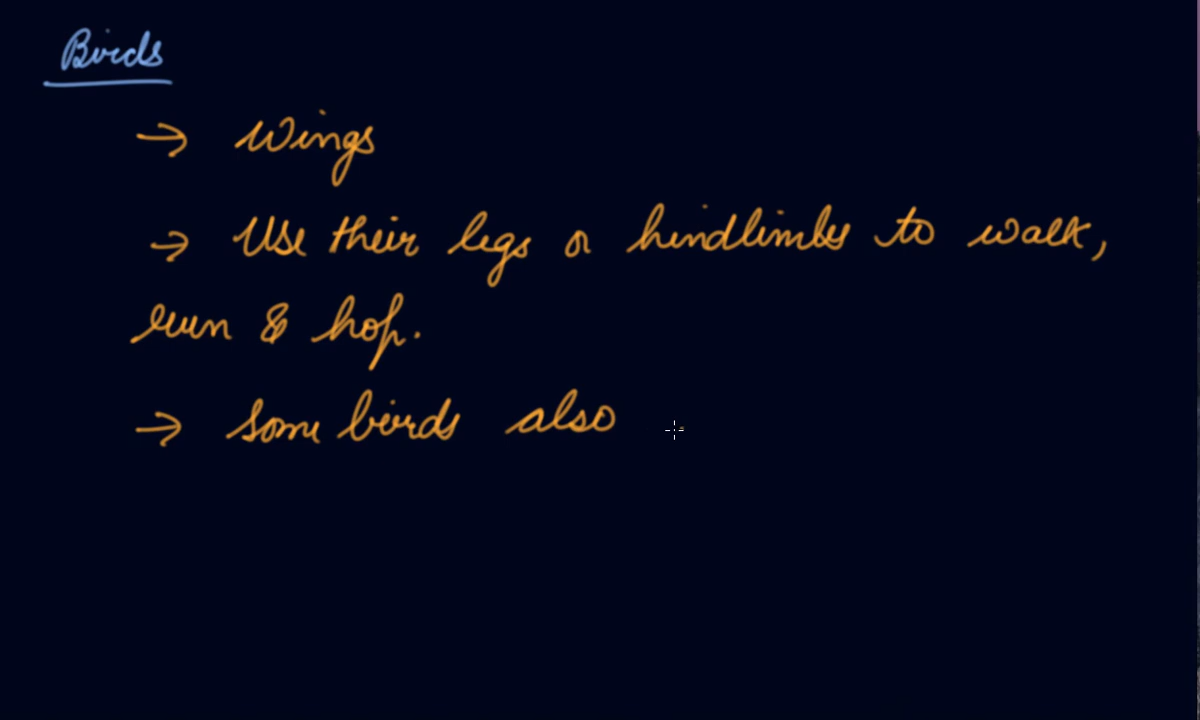 Birds
→ Wings
→ Use their legs or hindlimbs to walk,
run & hop.
→ Some birds also